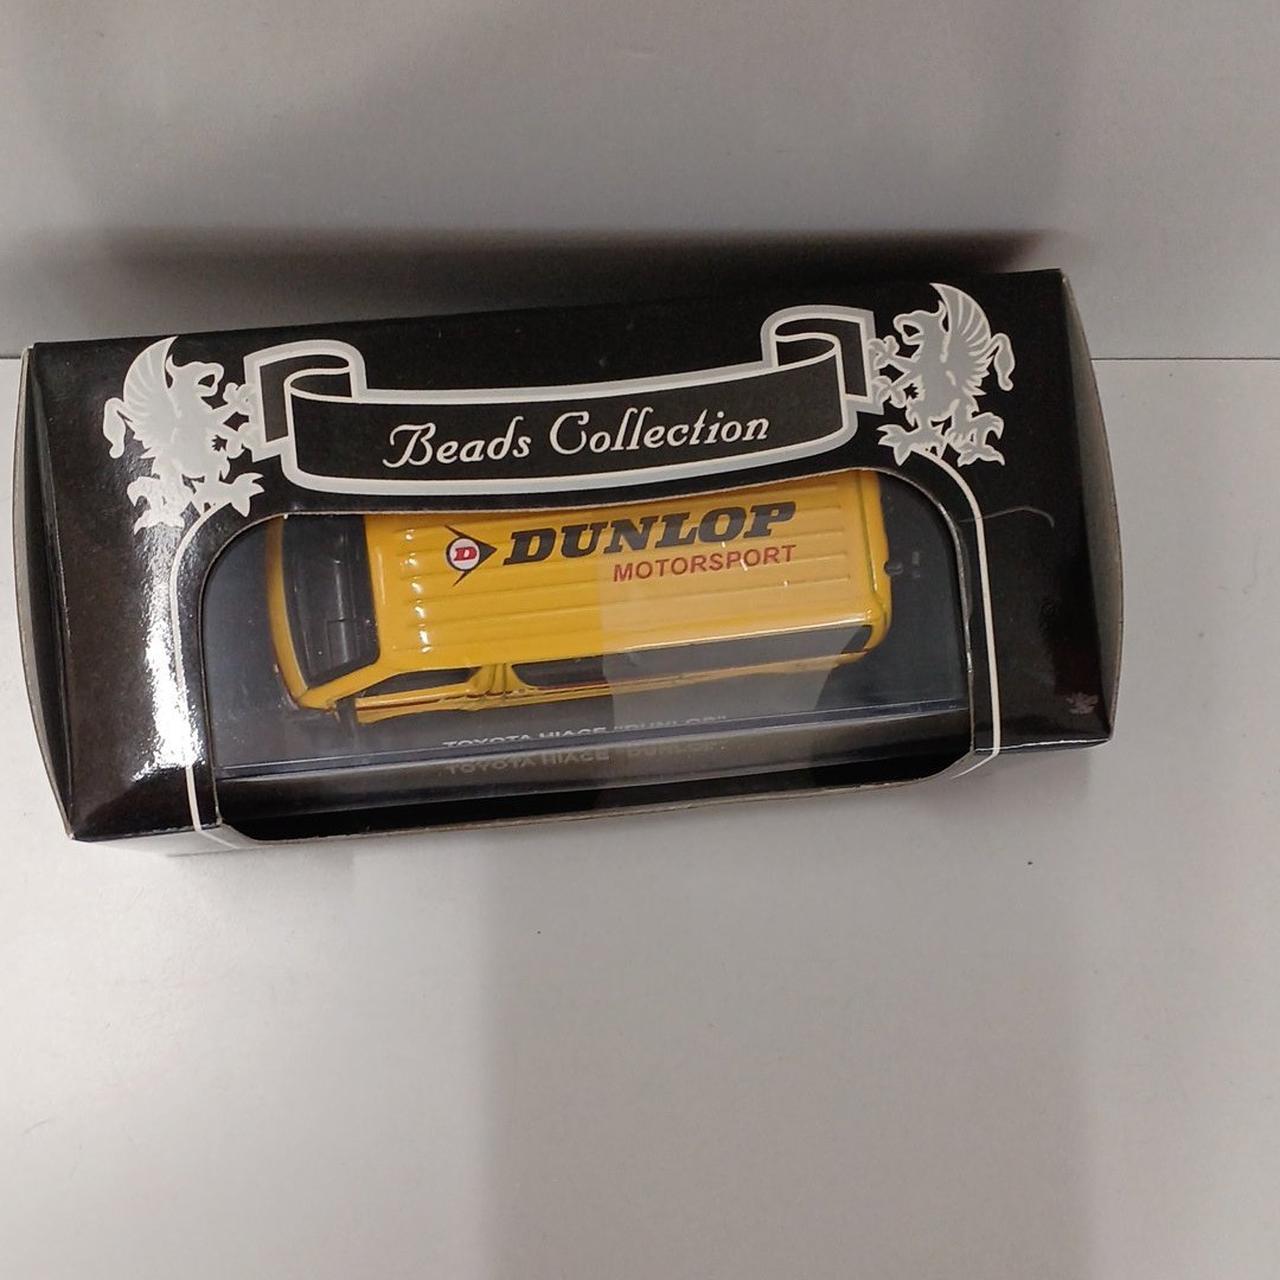 Beads Collection
D DUNLOP
MOTORSPORT
TOYOTA HIACE "DUNLOP"